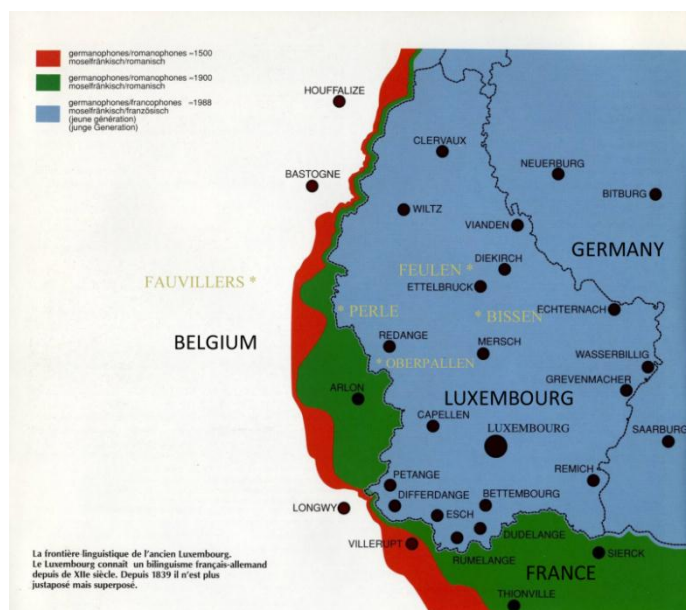 germanophones/romanophones ~1500
moselfränkisch/romanisch
germanophones/romanophones ~1900
moselfränkisch/romanisch
germanophones/francophones ~1988
moselfränkisch/französisch
(jeune génération)
(junge Generation)
HOUFFALIZE
CLERVAUX
NEUERBURG
BASTOGNE
BITBURG
WILTZ
VIANDEN
GERMANY
DIEKIRCH
FEULEN *
FAUVILLERS *
ETTELBRUCK
ECHTERNACH
* PERLE
* BISSEN
BELGIUM
REDANGE
MERSCH
* OBERPALLEN
WASSERBILLIG
GREVENMACHER
ARLON
LUXEMBOURG
CAPELLEN
LUXEMBOURG
SAARBURG
PETANGE
REMICH
DIFFERDANGE
BETTEMBOURG
LONGWY
ESCH
DUDELANGE
VILLERUPT
RUMELANGE
SIERCK
FRANCE
THIONVILLE
La frontière linguistique de l'ancien Luxembourg.
Le Luxembourg connaît un bilinguisme français-allemand
depuis de XIIe siècle. Depuis 1839 il n'est plus
justaposé mais superposé.